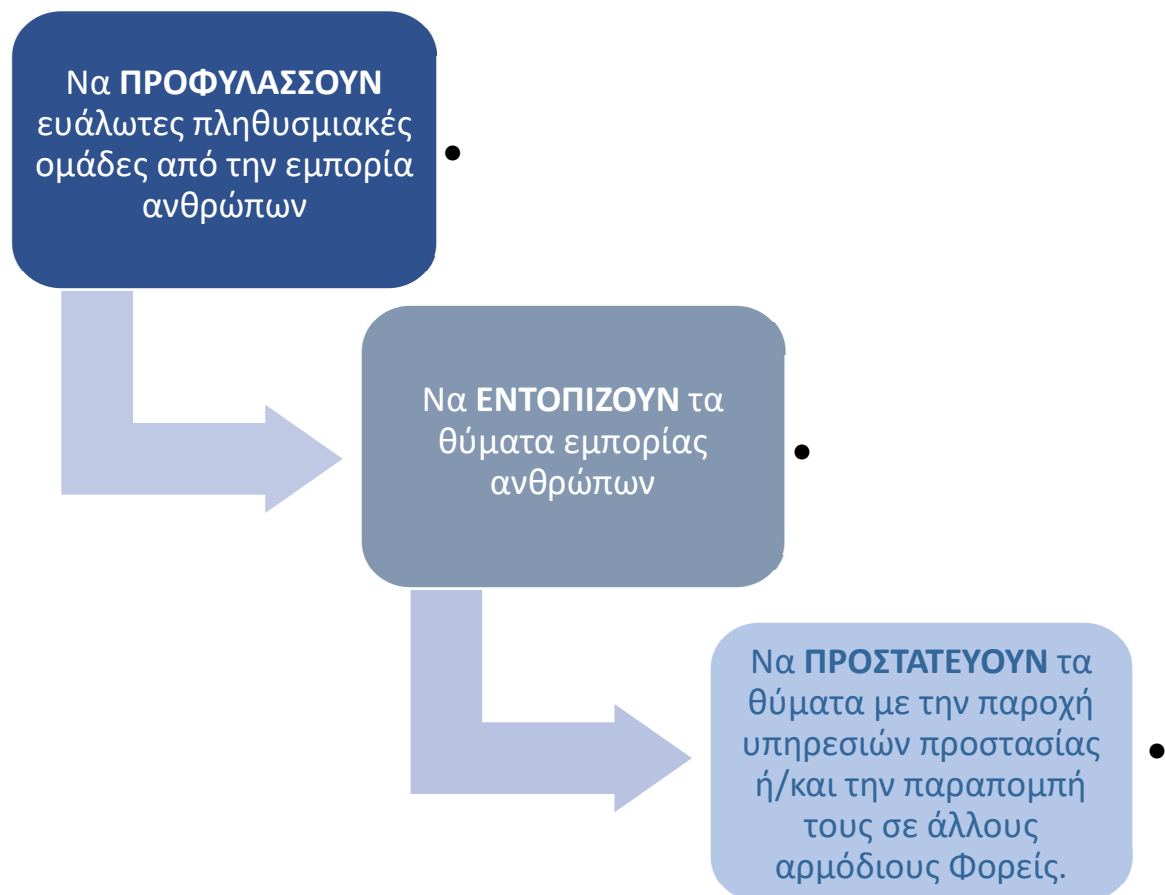 Να ΠΡΟΦΥΛΑΣΣΟΥΝ
ευάλωτες πληθυσμιακές
ομάδες από την εμπορία
ανθρώπων
Να ΕΝΤΟΠΙΖΟΥΝ τα
θύματα εμπορίας
ανθρώπων
Να ΠΡΟΣΤΑΤΕΥΟΥΝ τα
θύματα με την παροχή
υπηρεσιών προστασίας
ή/και την παραπομπή
τους σε άλλους
αρμόδιους Φορείς.